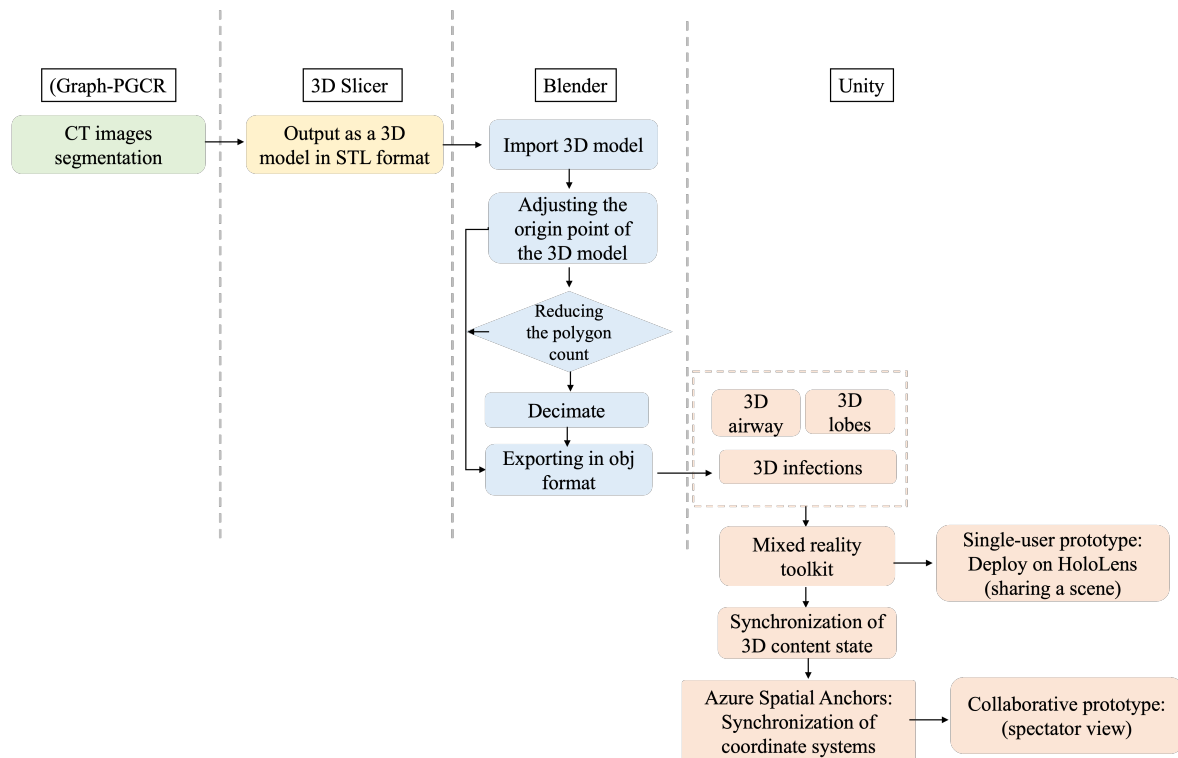 (Graph-PGCR
3D Slicer
Blender
Unity
CT images
segmentation
Output as a 3D
model in STL format
Import 3D model
Adjusting the
origin point of
the 3D model
Reducing
the polygon
count
Decimate
Exporting in obj
format
3D
airway
3D
lobes
3D infections
Mixed reality
toolkit
Single-user prototype:
Deploy on HoloLens
(sharing a scene)
Synchronization of
3D content state
Azure Spatial Anchors:
Synchronization of
coordinate systems
Collaborative prototype:
(spectator view)